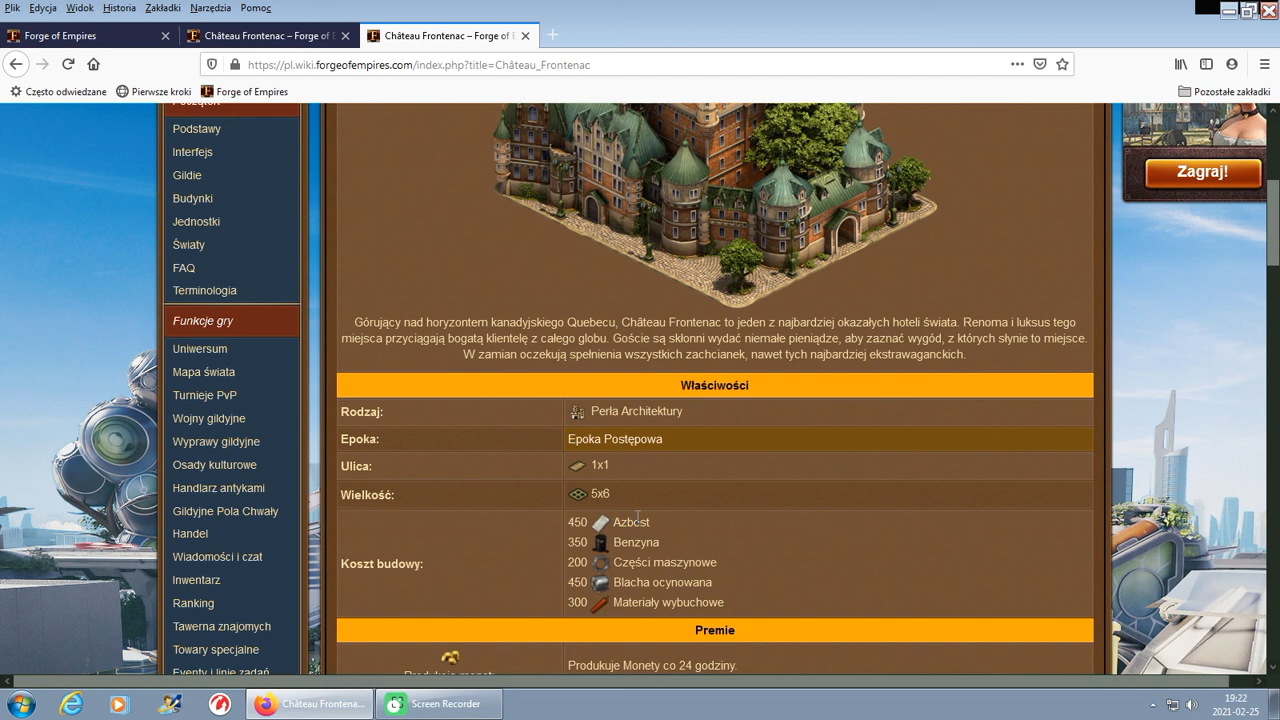 Plik Edycja Widok Historia Zakładki Narzędzia Pomoc
Forge of Empires
Château Frontenac – Forge of E
Château Frontenac – Forge of E
https://pl.wiki.forgeofempires.com/index.php?title=Château_Frontenac
Często odwiedzane Pierwsze kroki Forge of Empires Pozostałe zakładki
Początek
Podstawy
Interfejs
Gildie
Budynki
Jednostki
Światy
FAQ
Terminologia
Funkcje gry
Uniwersum
Mapa świata
Turnieje PvP
Wojny gildyjne
Wyprawy gildyjne
Osady kulturowe
Handlarz antykami
Gildyjne Pola Chwały
Handel
Wiadomości i czat
Inwentarz
Ranking
Tawerna znajomych
Towary specjalne
Eventy i linie zadań
Zagraj!
Górujący nad horyzontem kanadyjskiego Quebecu, Château Frontenac to jeden z najbardziej okazałych hoteli świata. Renoma i luksus tego
miejsca przyciągają bogatą klientelę z całego globu. Goście są skłonni wydać niemałe pieniądze, aby zaznać wygód, z których słynie to miejsce.
W zamian oczekują spełnienia wszystkich zachcianek, nawet tych najbardziej ekstrawaganckich.
Właściwości
Rodzaj: Perła Architektury
Epoka: Epoka Postępowa
Ulica: 1x1
Wielkość: 5x6
Koszt budowy:
450 Azbest
350 Benzyna
200 Części maszynowe
450 Blacha ocynowana
300 Materiały wybuchowe
Premie
Produkuje Monety co 24 godziny.
Produkcja monet
Château Frontena...
Screen Recorder
19:22
2021-02-25